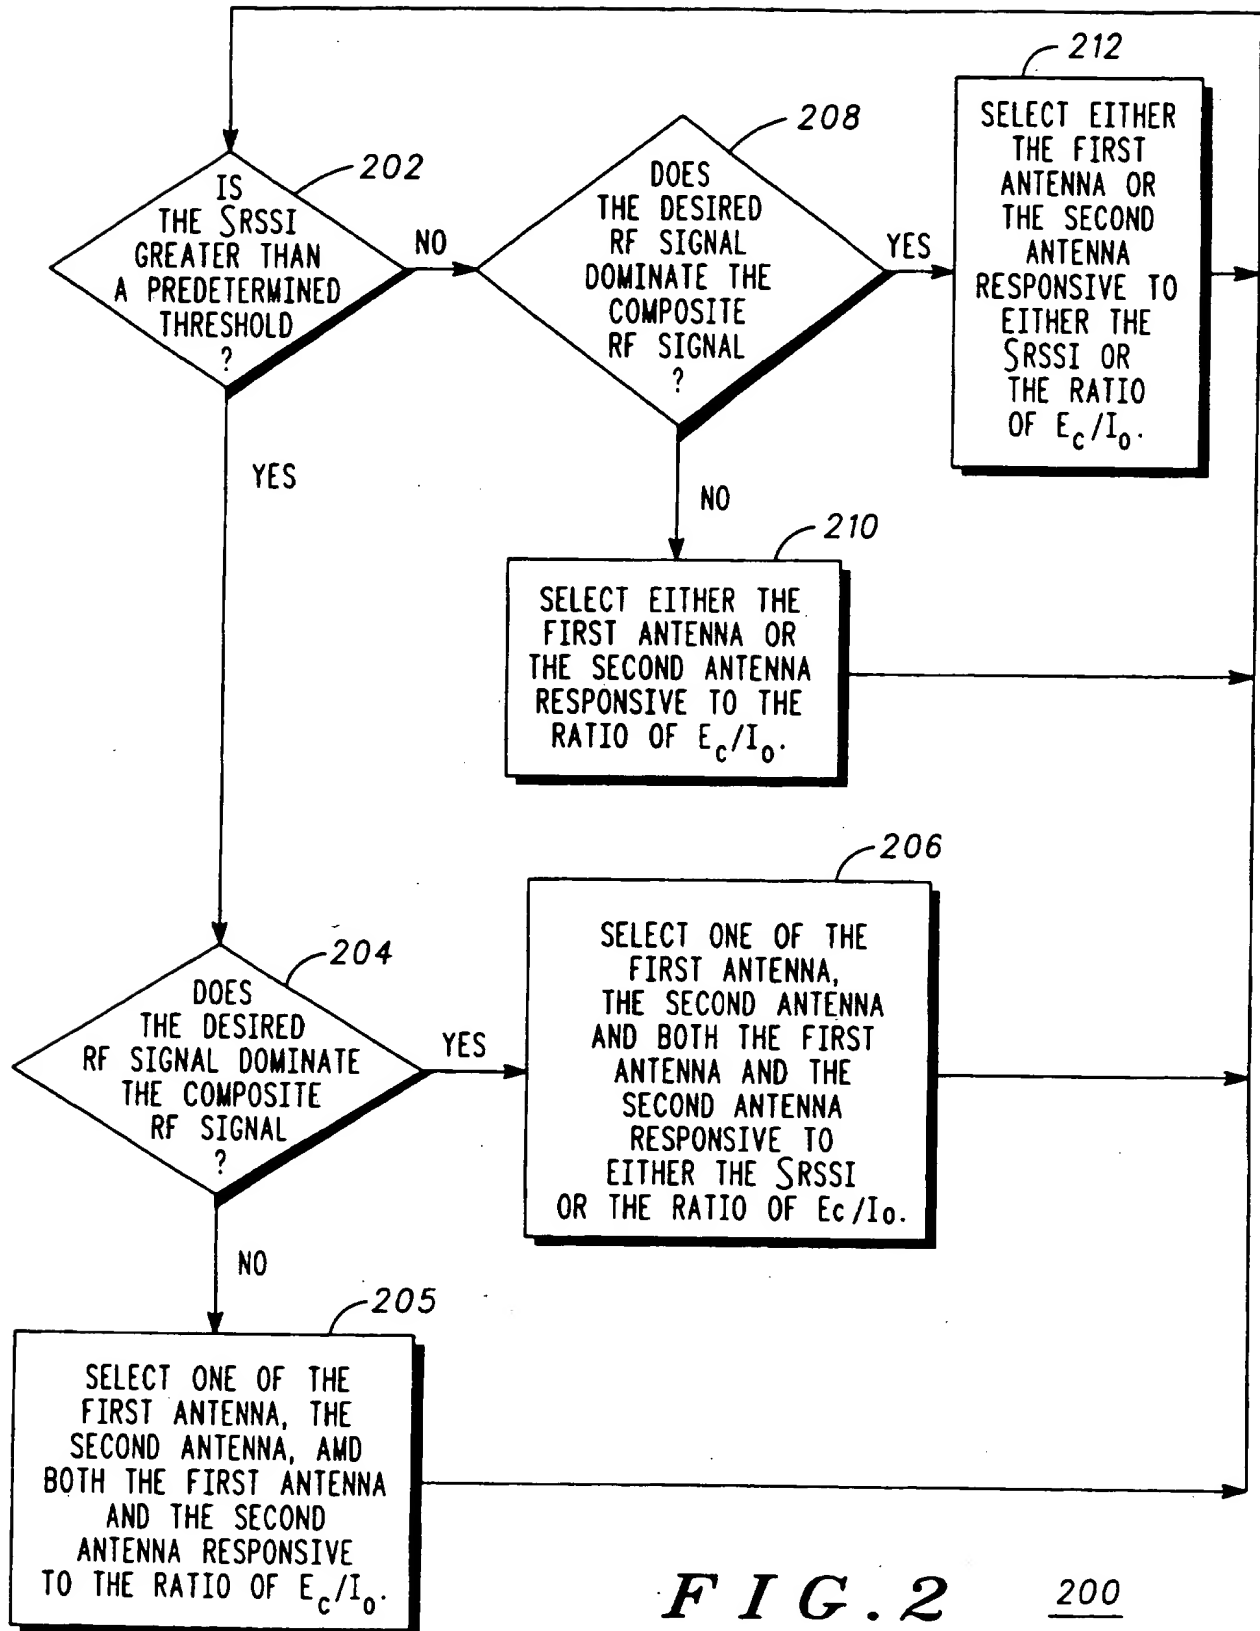 212
SELECT EITHER
THE FIRST
ANTENNA OR
THE SECOND
ANTENNA
RESPONSIVE TO
EITHER THE
SRSSI OR
THE RATIO
OF Ec/Io.
208
DOES
THE DESIRED
RF SIGNAL
DOMINATE THE
COMPOSITE
RF SIGNAL
?
YES
NO
202
IS
THE SRSSI
GREATER THAN
A PREDETERMINED
THRESHOLD
?
NO
YES
210
SELECT EITHER THE
FIRST ANTENNA OR
THE SECOND ANTENNA
RESPONSIVE TO THE
RATIO OF Ec/Io.
206
SELECT ONE OF THE
FIRST ANTENNA,
THE SECOND ANTENNA
AND BOTH THE FIRST
ANTENNA AND THE
SECOND ANTENNA
RESPONSIVE TO
EITHER THE SRSSI
OR THE RATIO OF Ec/Io.
204
DOES
THE DESIRED
RF SIGNAL DOMINATE
THE COMPOSITE
RF SIGNAL
?
YES
NO
205
SELECT ONE OF THE
FIRST ANTENNA, THE
SECOND ANTENNA, AMD
BOTH THE FIRST ANTENNA
AND THE SECOND
ANTENNA RESPONSIVE
TO THE RATIO OF Ec/Io.
FIG.2 200